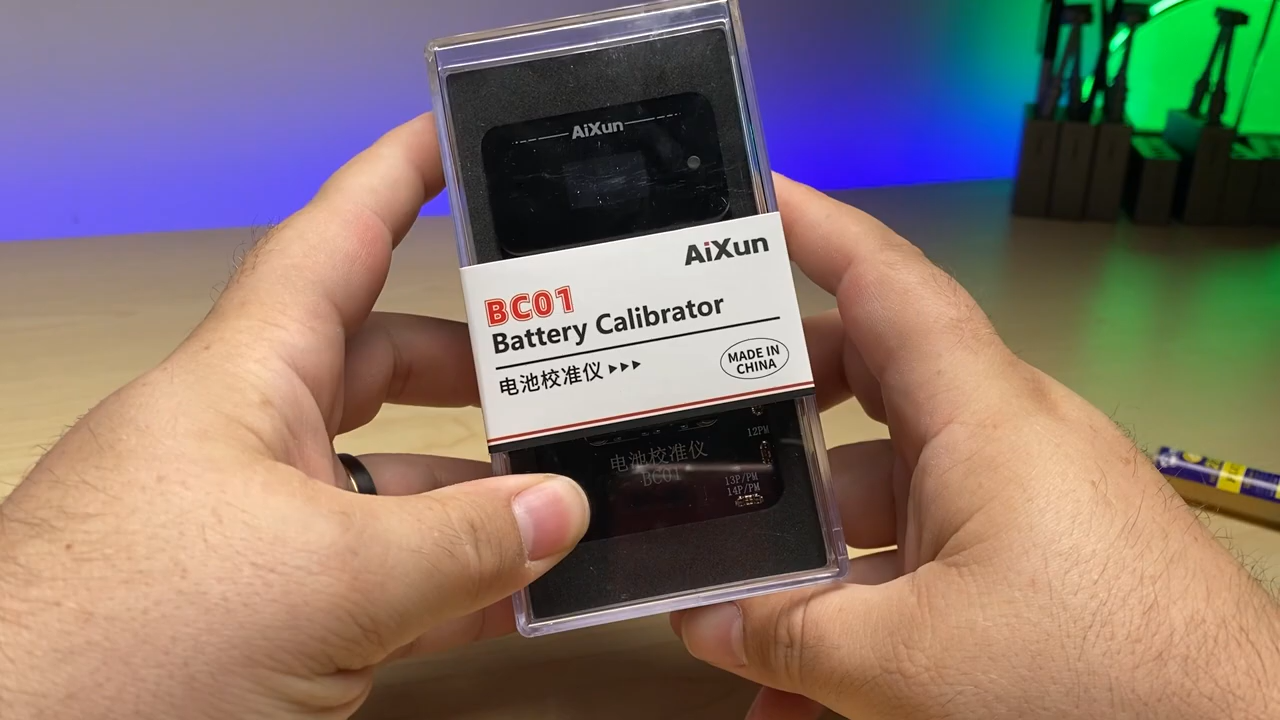 AiXun
AiXun
BC01
Battery Calibrator
电池校准仪 ▶▶▶
MADE IN
CHINA
12PM
电池校准仪
BC01
13P/PM
14P/PM